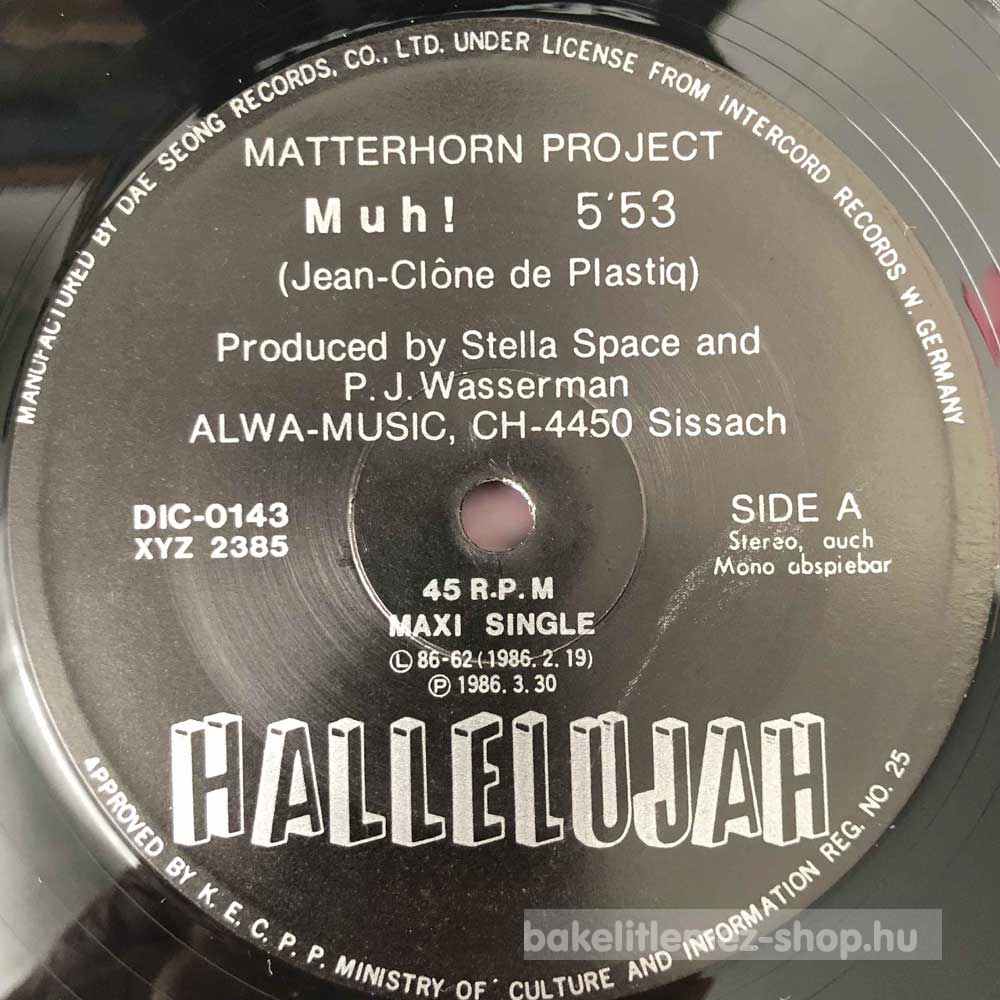 MANUFACTURED BY DAE SEONG RECORDS, CO., LTD. UNDER LICENSE FROM INTERCORD RECORDS W. GERMANY
MATTERHORN PROJECT
Muh! 5'53
(Jean-Clône de Plastiq)
Produced by Stella Space and
P.J.Wasserman
ALWA-MUSIC, CH-4450 Sissach
DIC-0143
XYZ 2385
SIDE A
Stereo, auch
Mono abspiebar
45 R.P.M
MAXI SINGLE
Ⓛ 86-62 (1986. 2. 19)
Ⓟ 1986. 3. 30
HALLELUJAH
APPROVED BY K. E. C. P. P. MINISTRY OF CULTURE AND INFORMATION REG. NO. 25
bakelitlemez-shop.hu